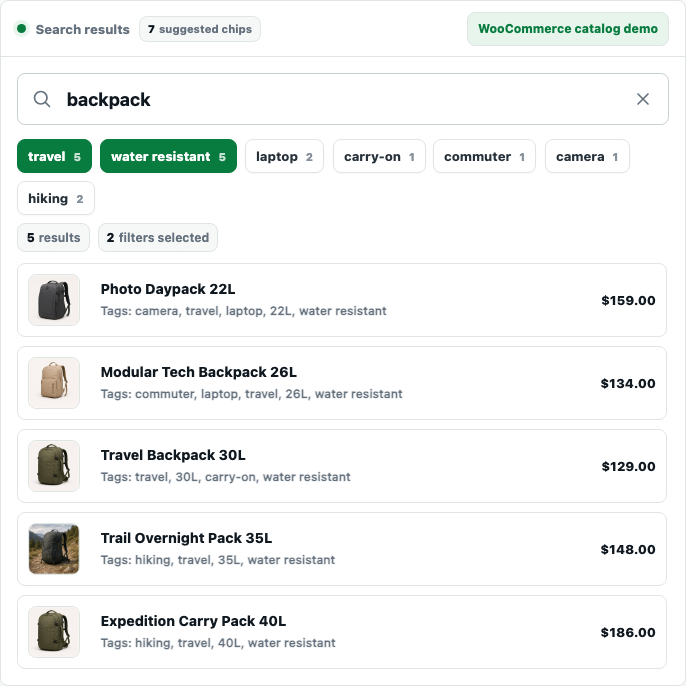 Search results 7 suggested chips WooCommerce catalog demo
backpack
travel 5 water resistant 5 laptop 2 carry-on 1 commuter 1 camera 1
hiking 2
5 results 2 filters selected
Photo Daypack 22L
Tags: camera, travel, laptop, 22L, water resistant
$159.00
Modular Tech Backpack 26L
Tags: commuter, laptop, travel, 26L, water resistant
$134.00
Travel Backpack 30L
Tags: travel, 30L, carry-on, water resistant
$129.00
Trail Overnight Pack 35L
Tags: hiking, travel, 35L, water resistant
$148.00
Expedition Carry Pack 40L
Tags: hiking, travel, 40L, water resistant
$186.00